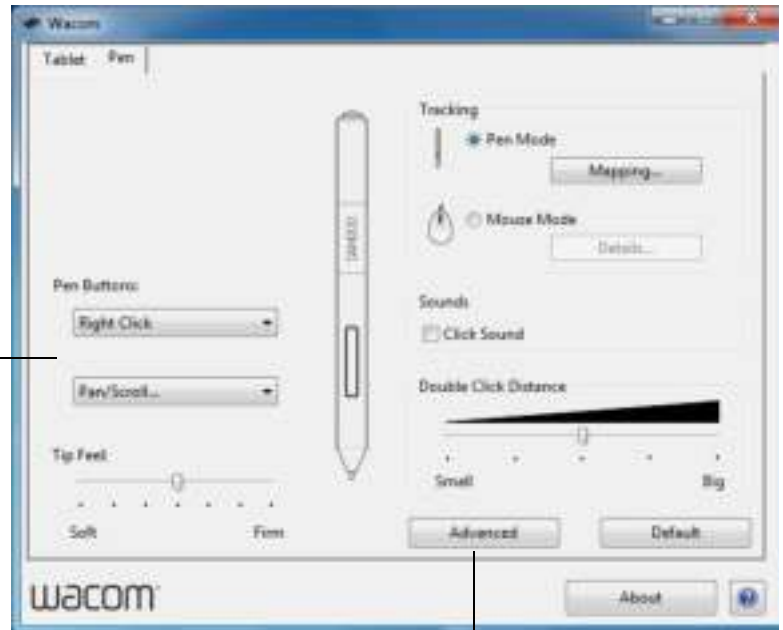 Wacom
Tablet Pen
Tracking
Pen Mode
Mapping...
Mouse Mode
Details...
Pen Buttons:
Right Click
Pan/Scroll...
Sounds
Click Sound
Double Click Distance
Small Big
Tip Feel:
Soft Firm
Advanced Default
wacom
About
?